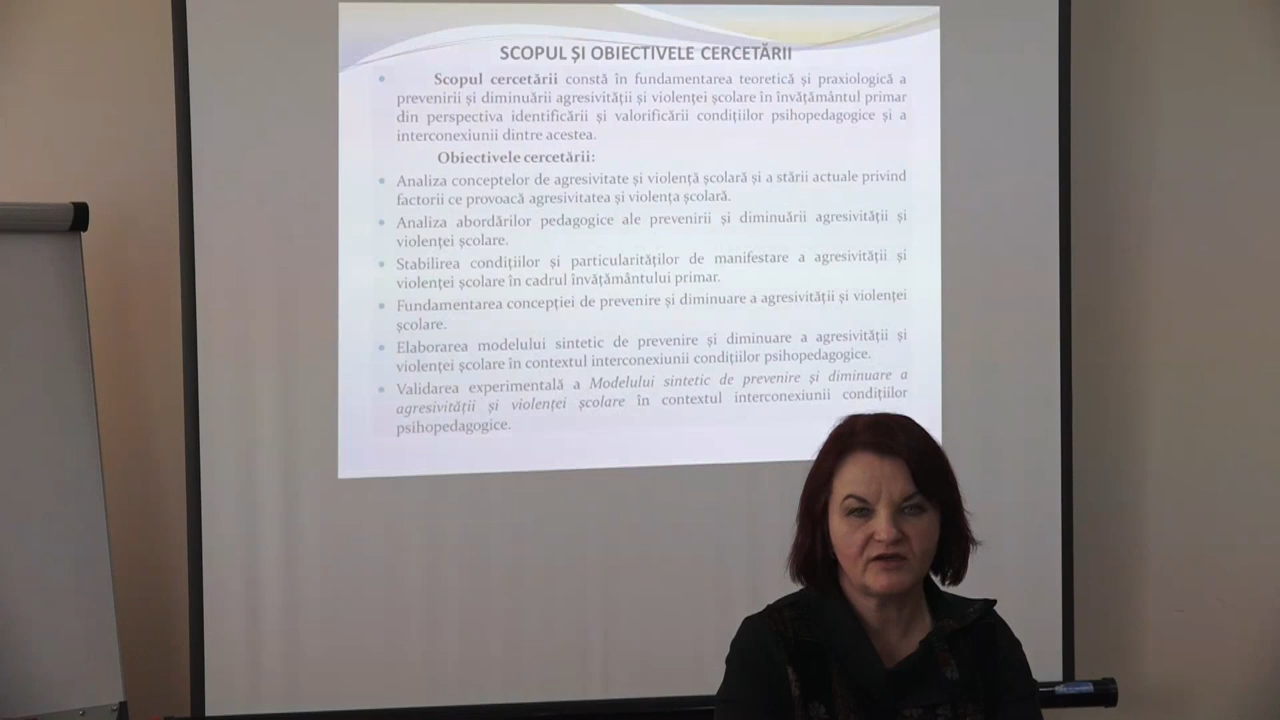 SCOPUL ȘI OBIECTIVELE CERCETĂRII
Scopul cercetării constă în fundamentarea teoretică și praxiologică a
prevenirii și diminuării agresivității și violenței școlare în învățământul primar
din perspectiva identificării și valorificării condițiilor psihopedagogice și a
interconexiunii dintre acestea.
Obiectivele cercetării:
Analiza conceptelor de agresivitate și violență școlară și a stării actuale privind
factorii ce provoacă agresivitatea și violența școlară.
Analiza abordărilor pedagogice ale prevenirii și diminuării agresivității și
violenței școlare.
Stabilirea condițiilor și particularităților de manifestare a agresivității și
violenței școlare în cadrul învățământului primar.
Fundamentarea concepției de prevenire și diminuare a agresivității și violenței
școlare.
Elaborarea modelului sintetic de prevenire și diminuare a agresivității și
violenței școlare în contextul interconexiunii condițiilor psihopedagogice.
Validarea experimentală a Modelului sintetic de prevenire și diminuare a
agresivității și violenței școlare în contextul interconexiunii condițiilor
psihopedagogice.